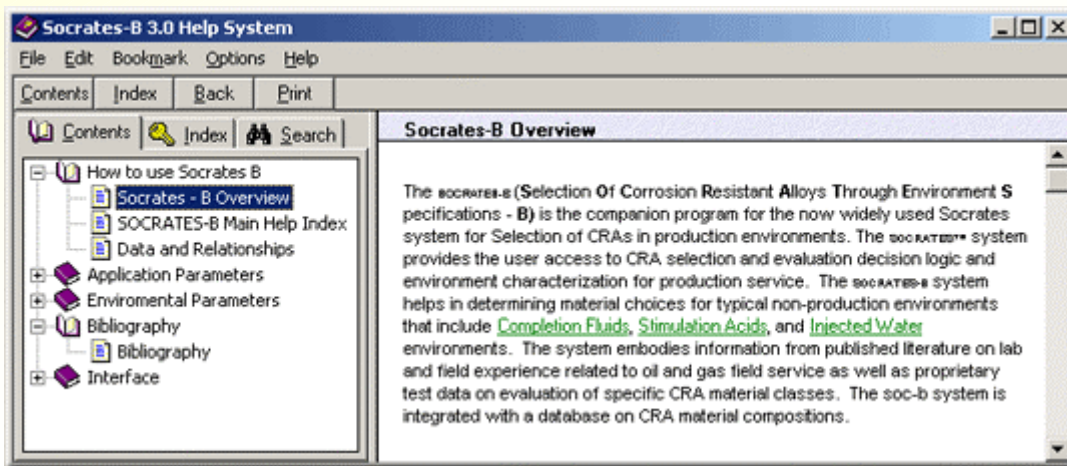 Socrates-B 3.0 Help System
File Edit Bookmark Options Help
Contents Index Back Print
Contents Index Search
How to use Socrates B
Socrates - B Overview
SOCRATES-B Main Help Index
Data and Relationships
Application Parameters
Enviromental Parameters
Bibliography
Bibliography
Interface
Socrates-B Overview
The SOCRATES-B (Selection Of Corrosion Resistant Alloys Through Environment S
pecifications - B) is the companion program for the now widely used Socrates
system for Selection of CRAs in production environments. The SOCRATES™ system
provides the user access to CRA selection and evaluation decision logic and
environment characterization for production service. The SOCRATES-B system
helps in determining material choices for typical non-production environments
that include Completion Fluids, Stimulation Acids, and Injected Water
environments. The system embodies information from published literature on lab
and field experience related to oil and gas field service as well as proprietary
test data on evaluation of specific CRA material classes. The soc-b system is
integrated with a database on CRA material compositions.